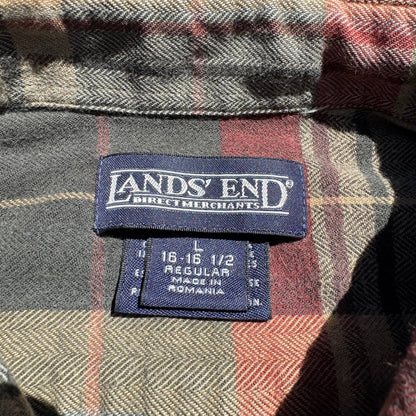 LANDS' END®
DIRECT MERCHANTS
L
16-16 1/2
REGULAR
MADE IN
ROMANIA